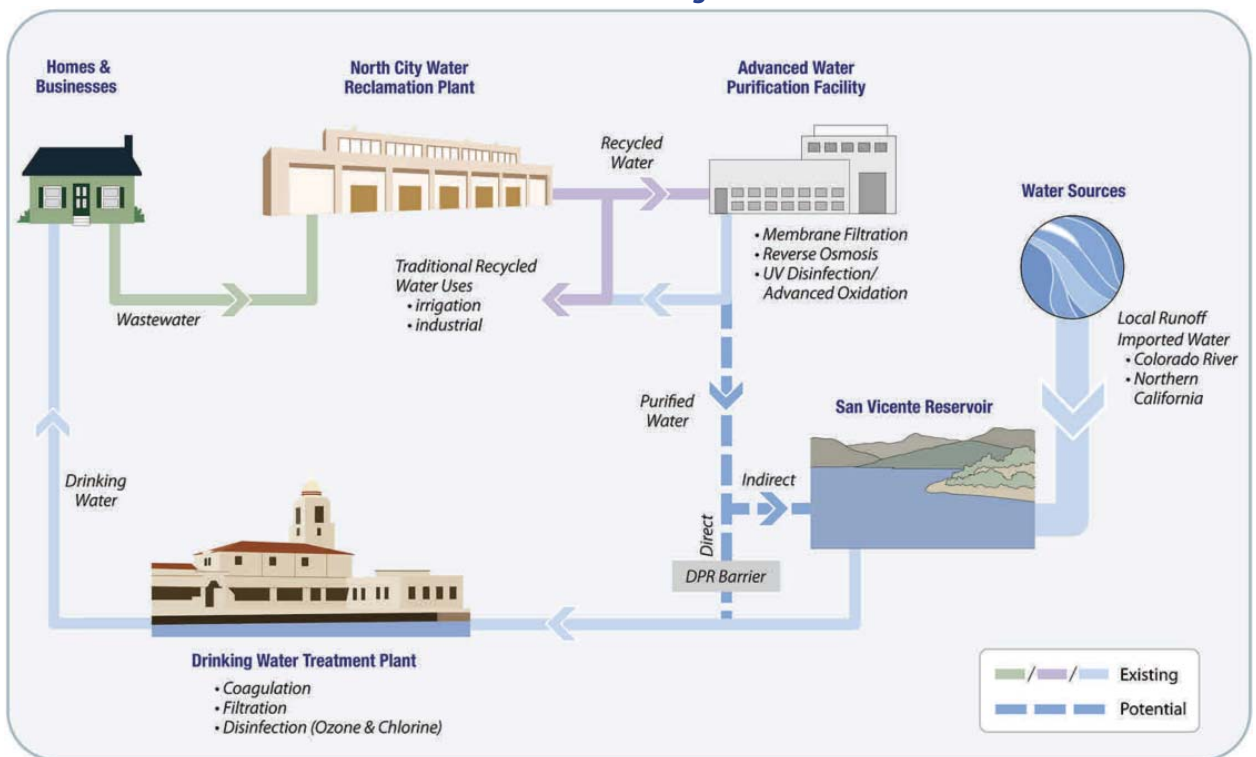 Homes &
Businesses
North City Water
Reclamation Plant
Advanced Water
Purification Facility
Recycled
Water
Water Sources
• Membrane Filtration
• Reverse Osmosis
• UV Disinfection/
Advanced Oxidation
Traditional Recycled
Water Uses
• irrigation
• industrial
Wastewater
Local Runoff
Imported Water
• Colorado River
• Northern
California
Purified
Water
San Vicente Reservoir
Drinking
Water
Indirect
Direct
DPR Barrier
Drinking Water Treatment Plant
• Coagulation
• Filtration
• Disinfection (Ozone & Chlorine)
/ / Existing
Potential